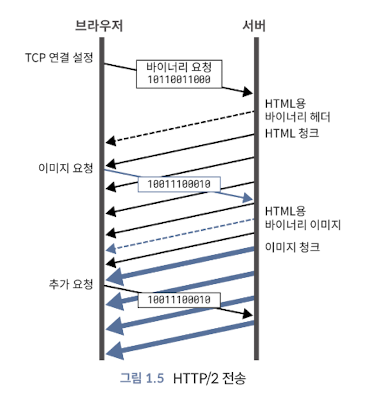 브라우저
서버
TCP 연결 설정
바이너리 요청
10110011000
HTML용
바이너리 헤더
HTML 청크
이미지 요청
10011100010
HTML용
바이너리 이미지
이미지 청크
추가 요청
10011100010
그림 1.5 HTTP/2 전송